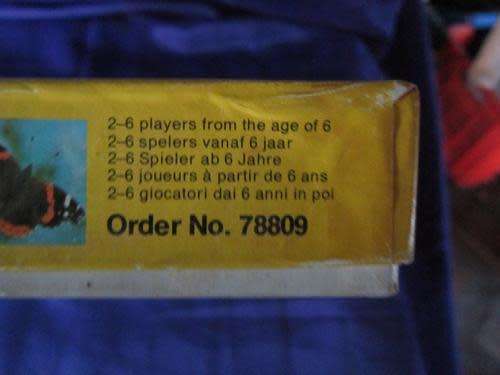 2–6 players from the age of 6
2–6 spelers vanaf 6 jaar
2–6 Spieler ab 6 Jahre
2–6 joueurs à partir de 6 ans
2–6 giocatori dai 6 anni in poi
Order No. 78809